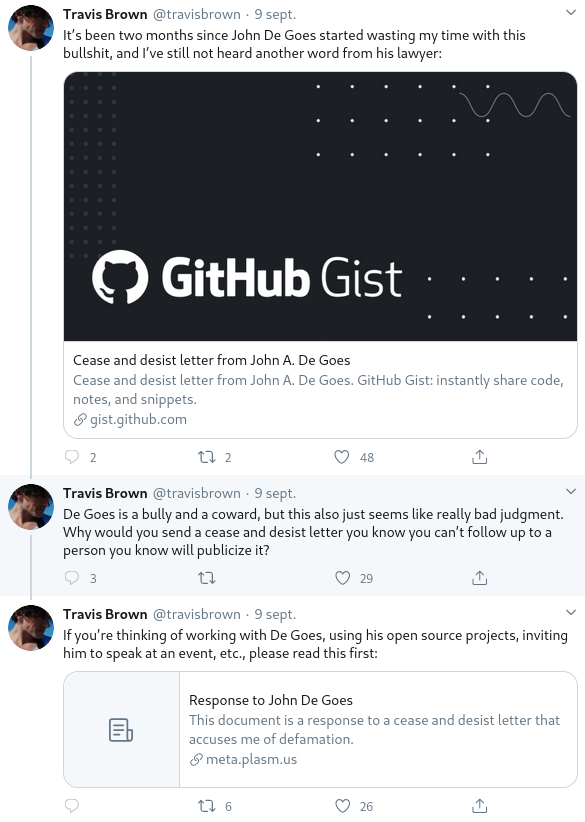 Travis Brown @travisbrown · 9 sept.
It's been two months since John De Goes started wasting my time with this
bullshit, and I've still not heard another word from his lawyer:
GitHub Gist
Cease and desist letter from John A. De Goes
Cease and desist letter from John A. De Goes. GitHub Gist: instantly share code,
notes, and snippets.
gist.github.com
2 2 48
Travis Brown @travisbrown · 9 sept.
De Goes is a bully and a coward, but this also just seems like really bad judgment.
Why would you send a cease and desist letter you know you can't follow up to a
person you know will publicize it?
3 29
Travis Brown @travisbrown · 9 sept.
If you're thinking of working with De Goes, using his open source projects, inviting
him to speak at an event, etc., please read this first:
Response to John De Goes
This document is a response to a cease and desist letter that
accuses me of defamation.
meta.plasm.us
6 26